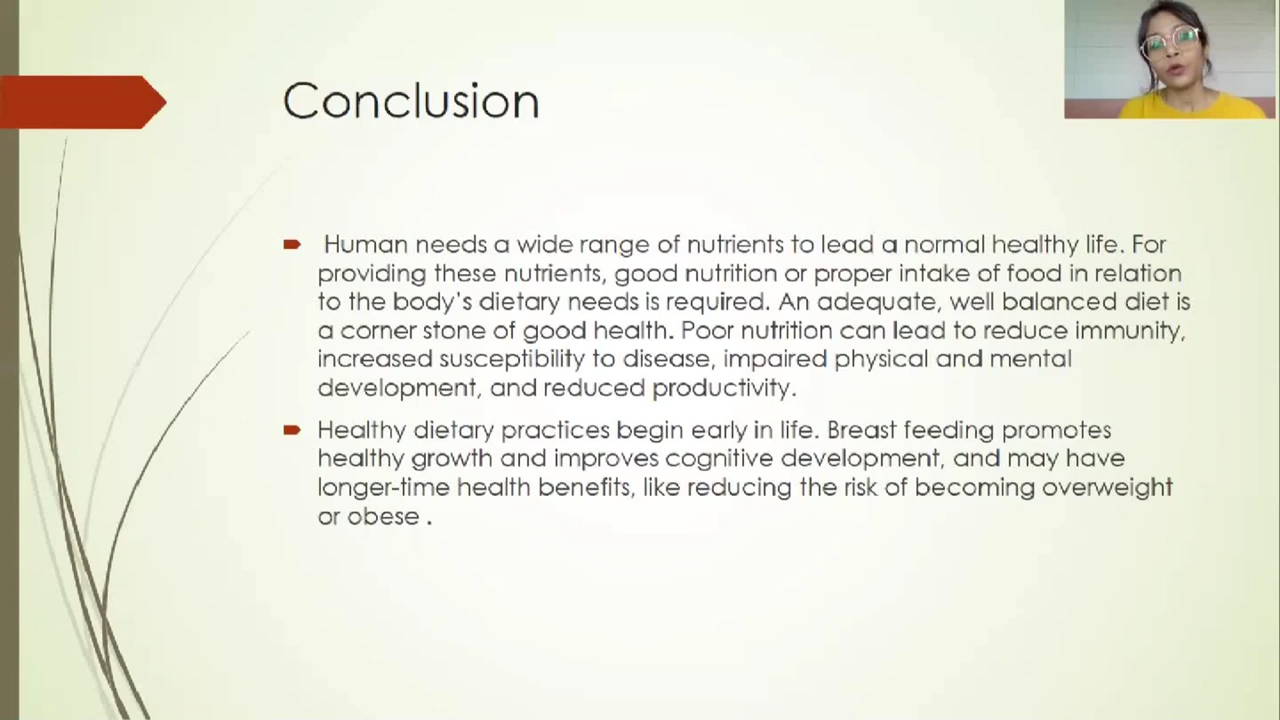 Conclusion
Human needs a wide range of nutrients to lead a normal healthy life. For
providing these nutrients, good nutrition or proper intake of food in relation
to the body's dietary needs is required. An adequate, well balanced diet is
a corner stone of good health. Poor nutrition can lead to reduce immunity,
increased susceptibility to disease, impaired physical and mental
development, and reduced productivity.
Healthy dietary practices begin early in life. Breast feeding promotes
healthy growth and improves cognitive development, and may have
longer-time health benefits, like reducing the risk of becoming overweight
or obese .